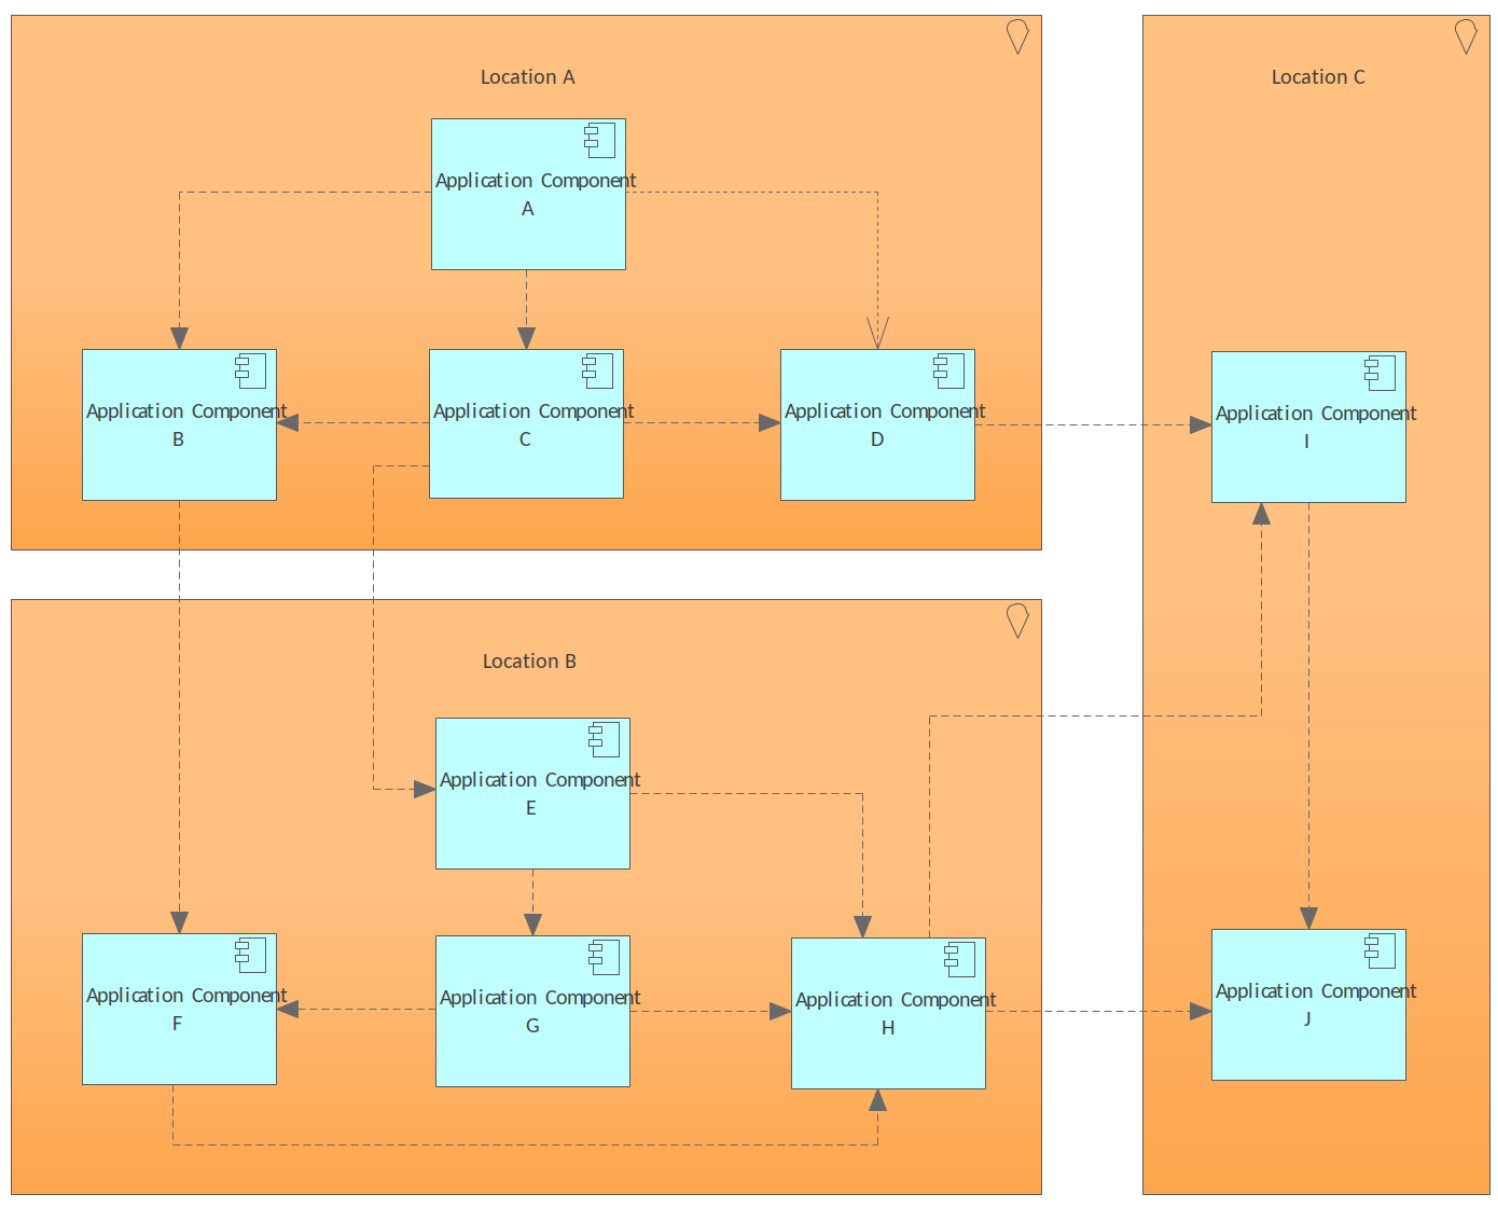 Location A
Location C
Application Component
A
Application Component
B
Application Component
C
Application Component
D
Application Component
I
Location B
Application Component
E
Application Component
F
Application Component
G
Application Component
H
Application Component
J